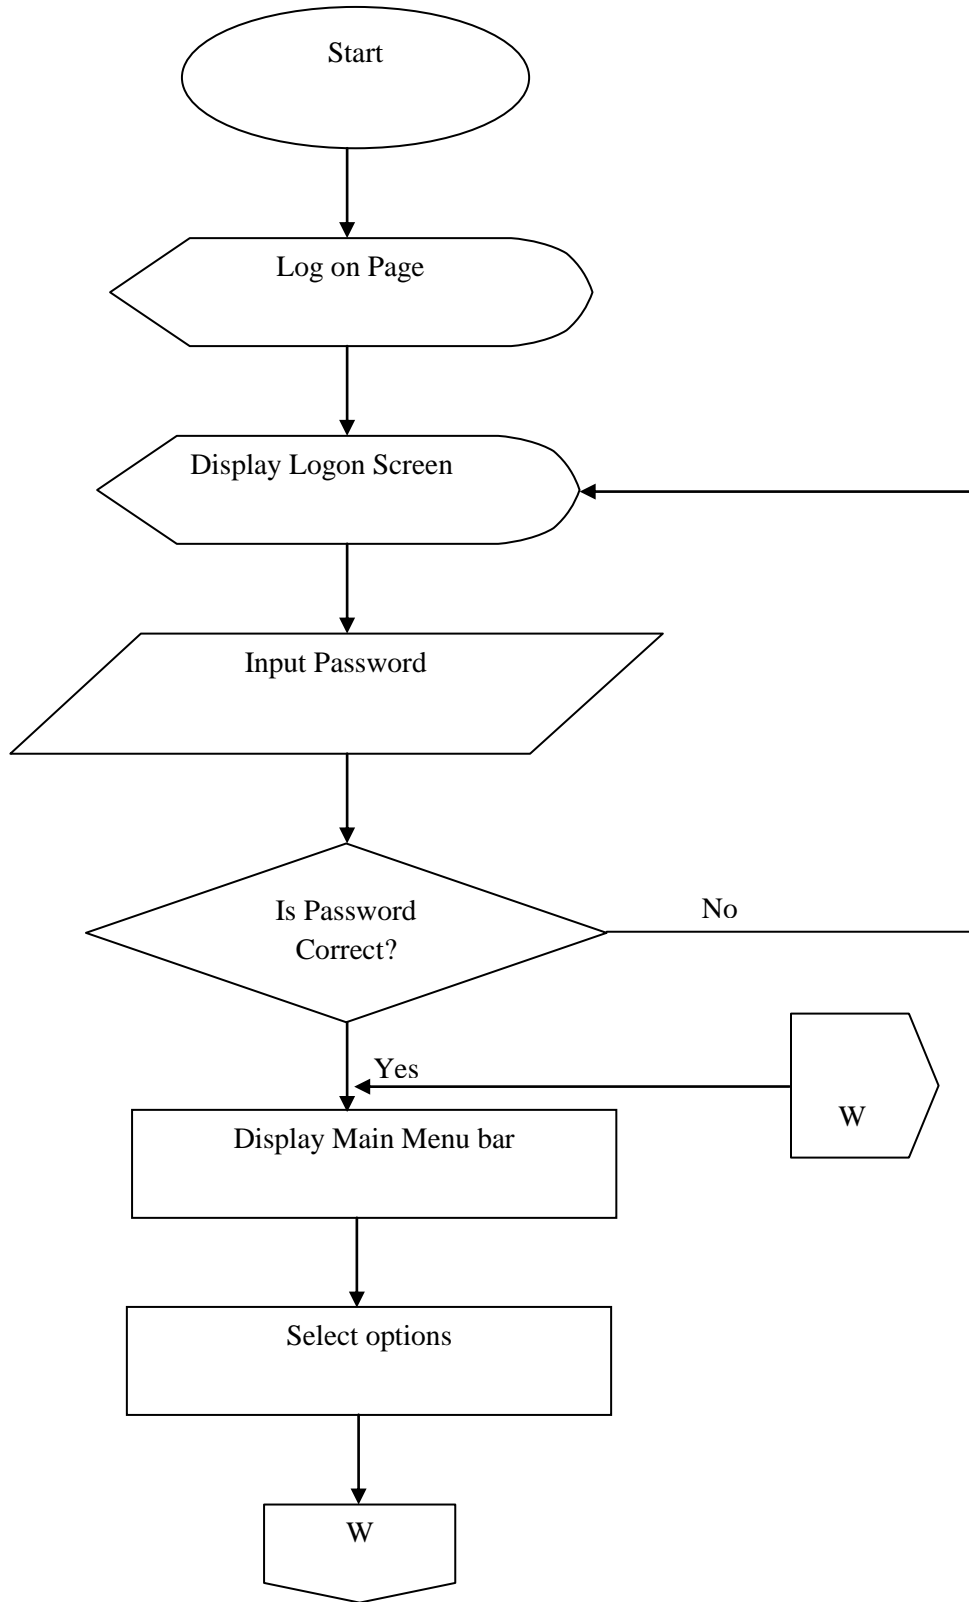 Start
Log on Page
Display Logon Screen
Input Password
Is Password
Correct?
No
Yes
W
Display Main Menu bar
Select options
W